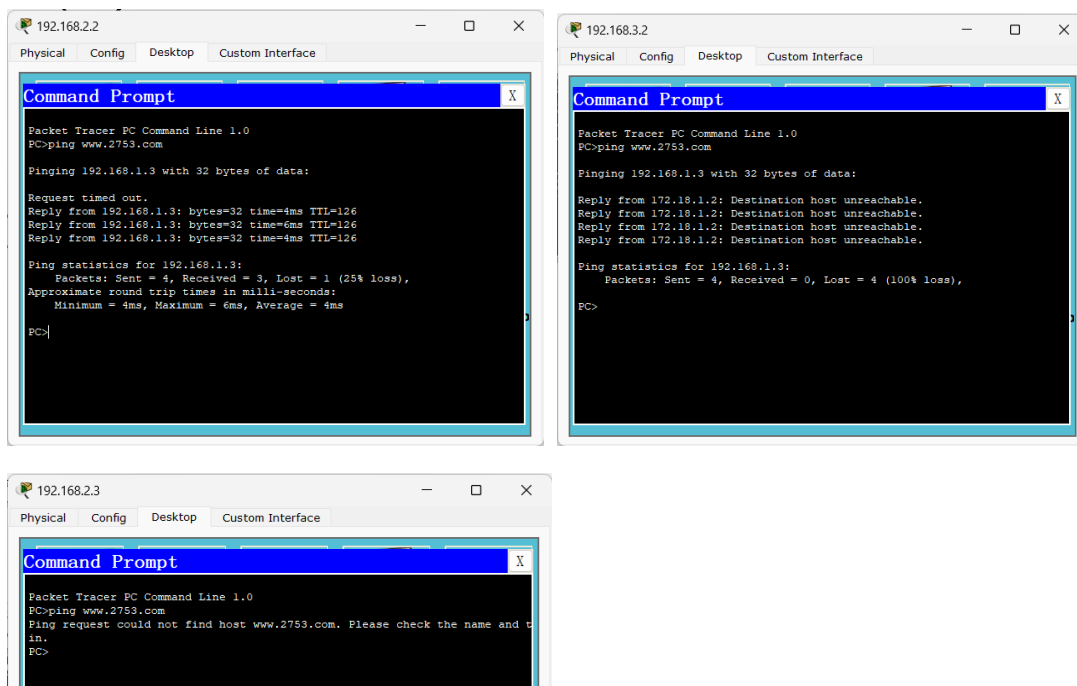 192.168.2.2
Physical Config Desktop Custom Interface
Command Prompt X
Packet Tracer PC Command Line 1.0
PC>ping www.2753.com
Pinging 192.168.1.3 with 32 bytes of data:
Request timed out.
Reply from 192.168.1.3: bytes=32 time=4ms TTL=126
Reply from 192.168.1.3: bytes=32 time=6ms TTL=126
Reply from 192.168.1.3: bytes=32 time=4ms TTL=126
Ping statistics for 192.168.1.3:
Packets: Sent = 4, Received = 3, Lost = 1 (25% loss),
Approximate round trip times in milli-seconds:
Minimum = 4ms, Maximum = 6ms, Average = 4ms
PC>
192.168.3.2
Physical Config Desktop Custom Interface
Command Prompt X
Packet Tracer PC Command Line 1.0
PC>ping www.2753.com
Pinging 192.168.1.3 with 32 bytes of data:
Reply from 172.18.1.2: Destination host unreachable.
Reply from 172.18.1.2: Destination host unreachable.
Reply from 172.18.1.2: Destination host unreachable.
Reply from 172.18.1.2: Destination host unreachable.
Ping statistics for 192.168.1.3:
Packets: Sent = 4, Received = 0, Lost = 4 (100% loss),
PC>
192.168.2.3
Physical Config Desktop Custom Interface
Command Prompt X
Packet Tracer PC Command Line 1.0
PC>ping www.2753.com
Ping request could not find host www.2753.com. Please check the name and t
in.
PC>